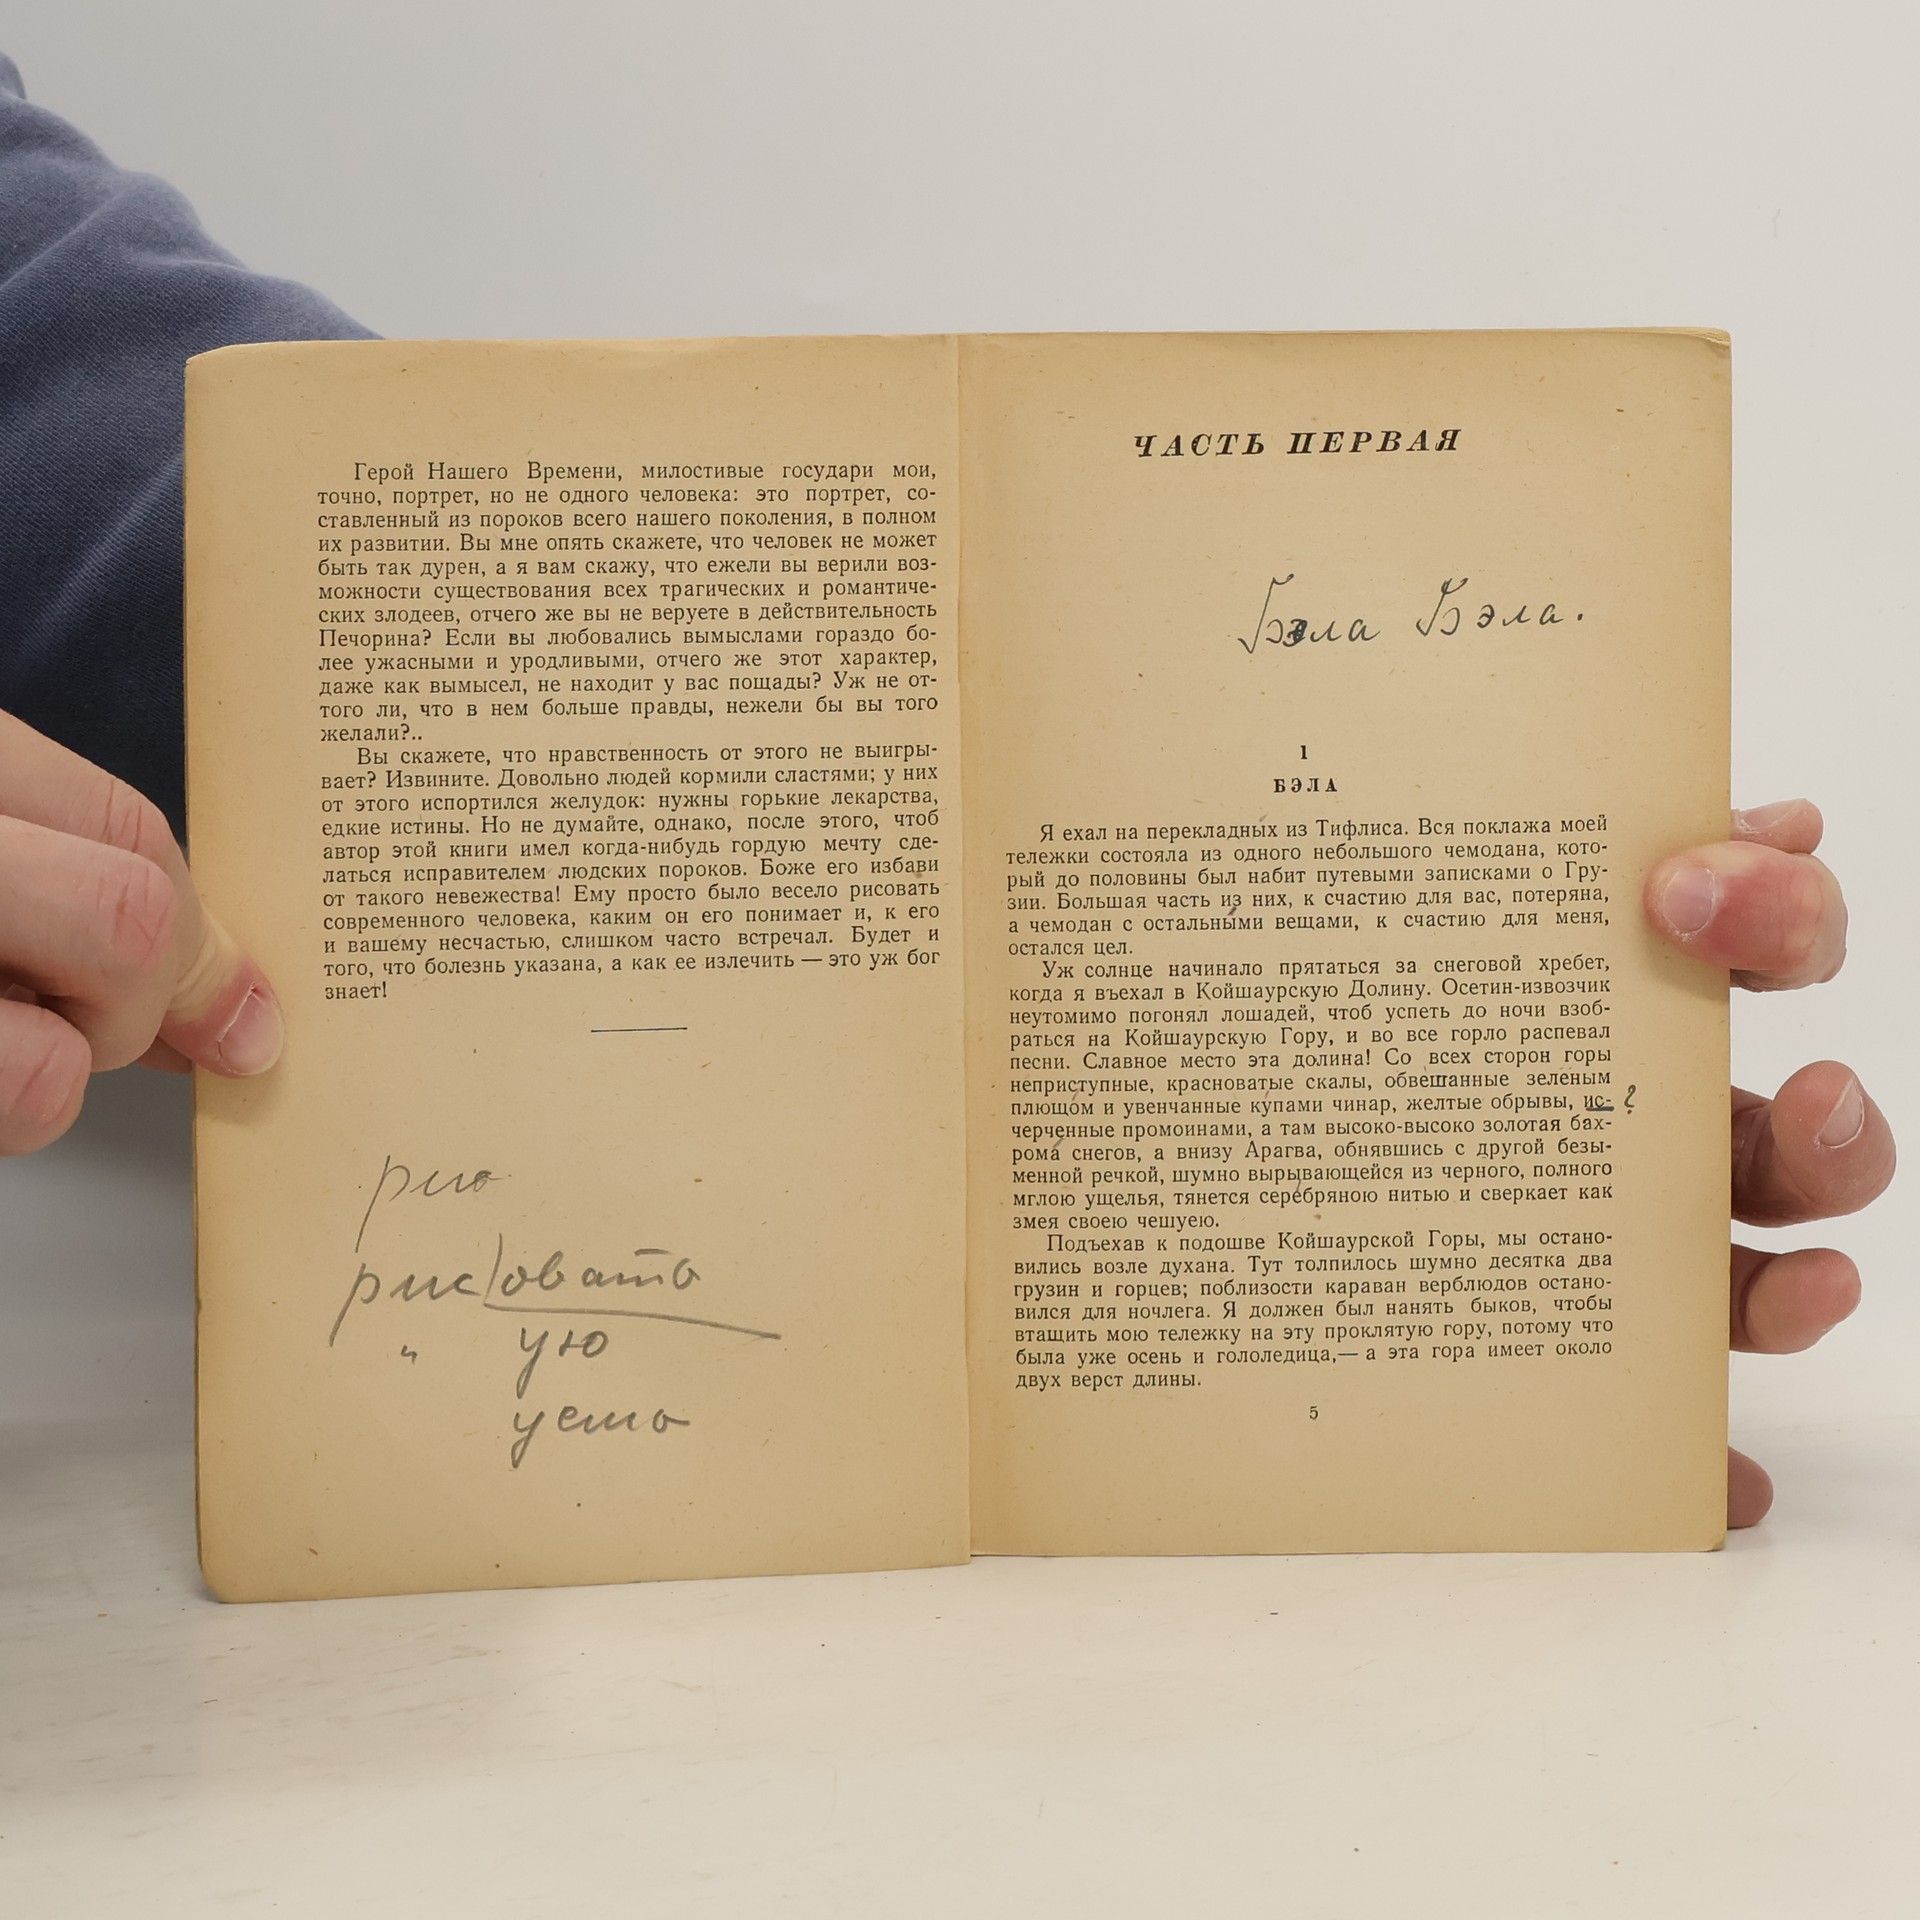 Герой Нашего Времени, милостивые государи мои,
точно, портрет, но не одного человека: это портрет, со-
ставленный из пороков всего нашего поколения, в полном
их развитии. Вы мне опять скажете, что человек не может
быть так дурен, а я вам скажу, что ежели вы верили воз-
можности существования всех трагических и романтиче-
ских злодеев, отчего же вы не веруете в действительность
Печорина? Если вы любовались вымыслами гораздо бо-
лее ужасными и уродливыми, отчего же этот характер,
даже как вымысел, не находит у вас пощады? Уж не от-
того ли, что в нем больше правды, нежели бы вы того
желали?..
Вы скажете, что нравственность от этого не выигры-
вает? Извините. Довольно людей кормили сластями; у них
от этого испортился желудок: нужны горькие лекарства,
едкие истины. Но не думайте, однако, после этого, чтоб
автор этой книги имел когда-нибудь гордую мечту сде-
латься исправителем людских пороков. Боже его избави
от такого невежества! Ему просто было весело рисовать
современного человека, каким он его понимает и, к его
и вашему несчастью, слишком часто встречал. Будет и
того, что болезнь указана, а как ее излечить — это уж бог
знает!
рис|овать
" ую
уешь
ЧАСТЬ ПЕРВАЯ
Бэла Бэла.
1
БЭЛА
Я ехал на перекладных из Тифлиса. Вся поклажа моей
тележки состояла из одного небольшого чемодана, кото-
рый до половины был набит путевыми записками о Гру-
зии. Большая часть из них, к счастию для вас, потеряна,
а чемодан с остальными вещами, к счастию для меня,
остался цел.
Уж солнце начинало прятаться за снеговой хребет,
когда я въехал в Койшаурскую Долину. Осетин-извозчик
неутомимо погонял лошадей, чтоб успеть до ночи взоб-
раться на Койшаурскую Гору, и во все горло распевал
песни. Славное место эта долина! Со всех сторон горы
неприступные, красноватые скалы, обвешанные зеленым
плющом и увенчанные купами чинар, желтые обрывы, ис- ?
черченные промоинами, а там высоко-высоко золотая бах-
рома снегов, а внизу Арагва, обнявшись с другой безы-
менной речкой, шумно вырывающейся из черного, полного
мглою ущелья, тянется серебряною нитью и сверкает как
змея своею чешуею.
Подъехав к подошве Койшаурской Горы, мы остано-
вились возле духана. Тут толпилось шумно десятка два
грузин и горцев; поблизости караван верблюдов остано-
вился для ночлега. Я должен был нанять быков, чтобы
втащить мою тележку на эту проклятую гору, потому что
была уже осень и гололедица,— а эта гора имеет около
двух верст длины.
5